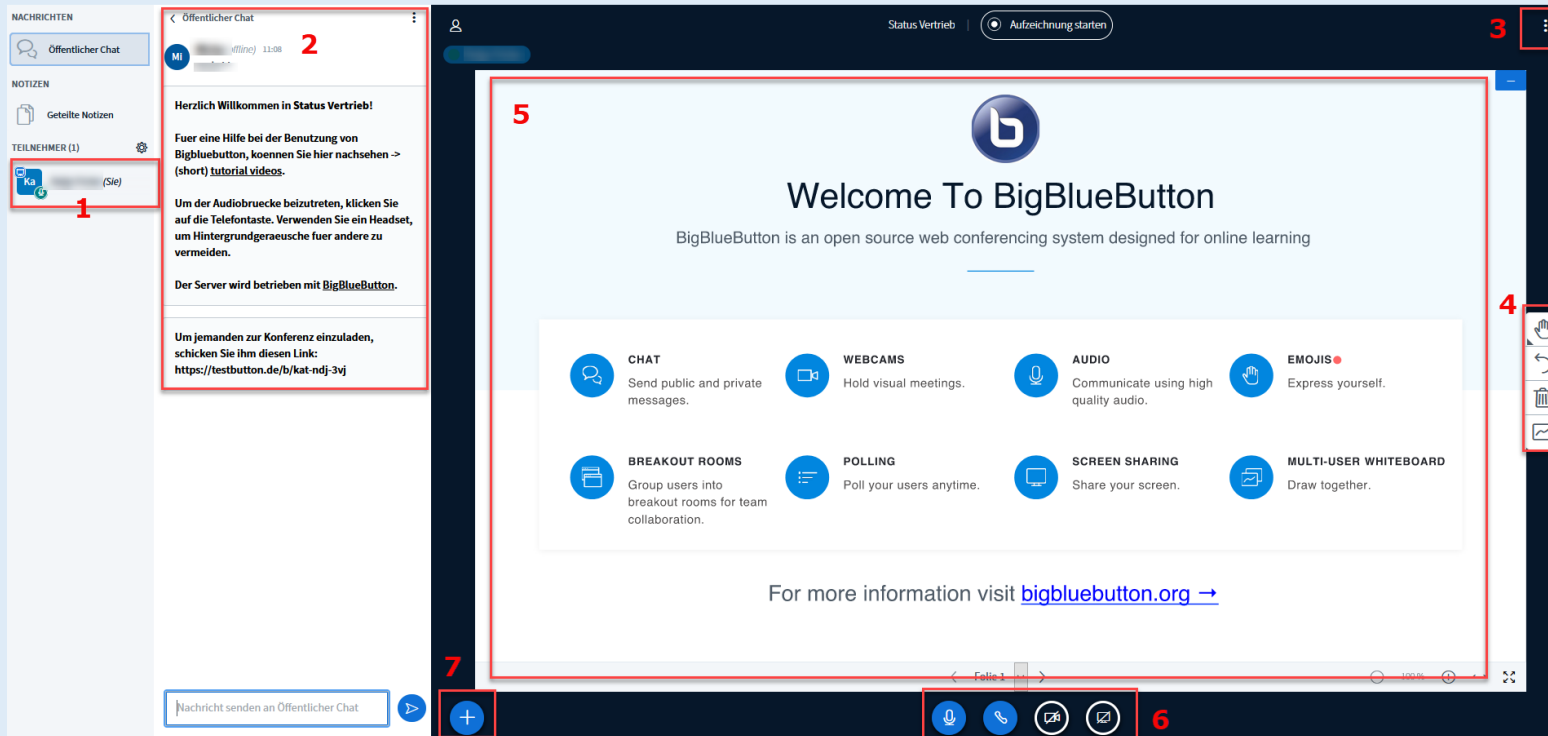 NACHRICHTEN
Öffentlicher Chat
NOTIZEN
Geteilte Notizen
TEILNEHMER (1)
Ka
(Sie)
1
Öffentlicher Chat
2
Mi
11:08
Herzlich Willkommen in Status Vertrieb!
Fuer eine Hilfe bei der Benutzung von
Bigbluebutton, koennen Sie hier nachsehen ->
(short) tutorial videos.
Um der Audiobruecke beizutreten, klicken Sie
auf die Telefontaste. Verwenden Sie ein Headset,
um Hintergrundgeraeusche fuer andere zu
vermeiden.
Der Server wird betrieben mit BigBlueButton.
Um jemanden zur Konferenz einzuladen,
schicken Sie ihm diesen Link:
https://testbutton.de/b/kat-ndj-3vj
Nachricht senden an Öffentlicher Chat
Status Vertrieb
Aufzeichnung starten
3
5
b
Welcome To BigBlueButton
BigBlueButton is an open source web conferencing system designed for online learning
4
CHAT
Send public and private
messages.
WEBCAMS
Hold visual meetings.
AUDIO
Communicate using high
quality audio.
EMOJIS
Express yourself.
BREAKOUT ROOMS
Group users into
breakout rooms for team
collaboration.
POLLING
Poll your users anytime.
SCREEN SHARING
Share your screen.
MULTI-USER WHITEBOARD
Draw together.
For more information visit bigbluebutton.org →
Folie 1
100 %
7
6